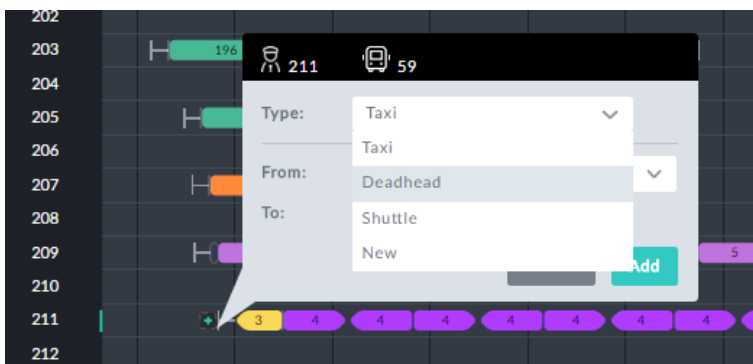 202
203 196
211 59
204
205 Type: Taxi
206 Taxi
From:
207 Deadhead
To:
208 Shuttle
209 New 5
Add
210
211 3 4 4 4 4 4 4 4
212